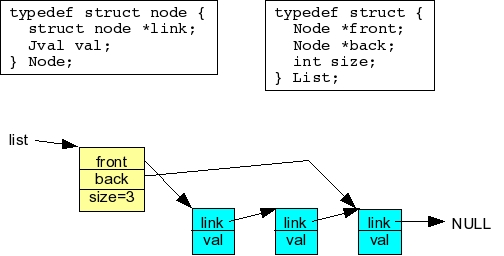 typedef struct node {
  struct node *link;
  Jval val;
} Node;
typedef struct {
  Node *front;
  Node *back;
  int size;
} List;
list
front
back
size=3
link
val
link
val
link
val
NULL